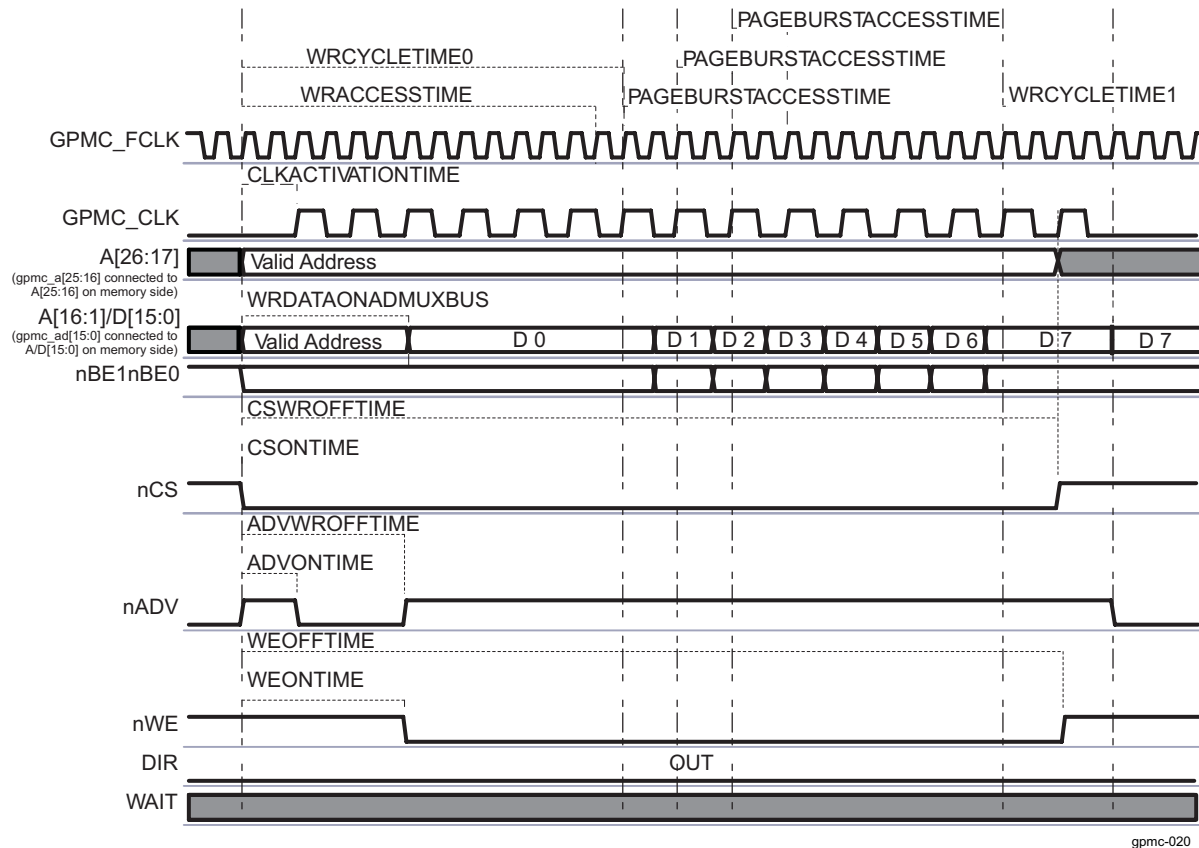 PAGEBURSTACCESSTIME
WRCYCLETIME0
PAGEBURSTACCESSTIME
WRACCESSTIME
PAGEBURSTACCESSTIME
WRCYCLETIME1
GPMC_FCLK
CLKACTIVATIONTIME
GPMC_CLK
A[26:17]
(gpmc_a[25:16] connected to
A[25:16] on memory side)
Valid Address
WRDATAONADMUXBUS
A[16:1]/D[15:0]
(gpmc_ad[15:0] connected to
A/D[15:0] on memory side)
Valid Address D 0 D 1 D 2 D 3 D 4 D 5 D 6 D 7 D 7
nBE1nBE0
CSWROFFTIME
CSONTIME
nCS
ADVWROFFTIME
ADVONTIME
nADV
WEOFFTIME
WEONTIME
nWE
DIR OUT
WAIT
gpmc-020